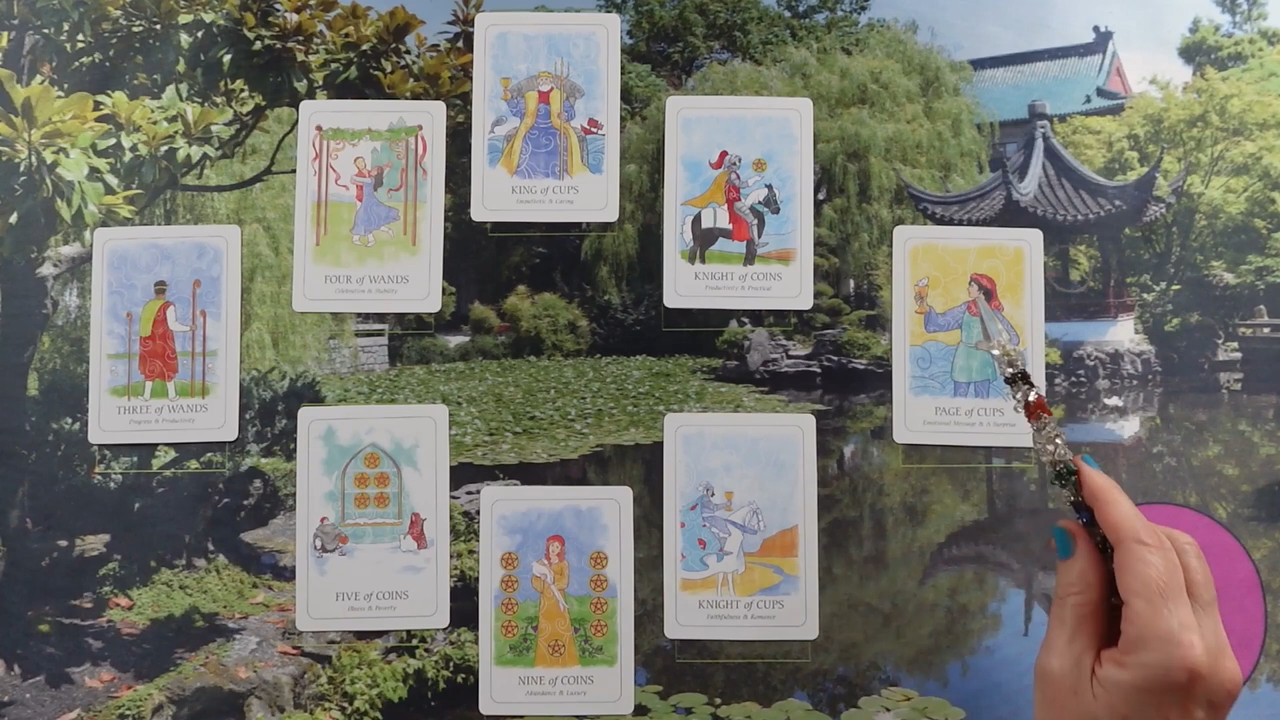 KING of CUPS
Emotions & Caring
FOUR of WANDS
Celebration & Stability
KNIGHT of COINS
Productivity & Practical
THREE of WANDS
Progress & Productivity
PAGE of CUPS
Emotional Message & A Surprise
FIVE of COINS
Illness & Poverty
KNIGHT of CUPS
Faithfulness & Romance
NINE of COINS
Abundance & Luxury